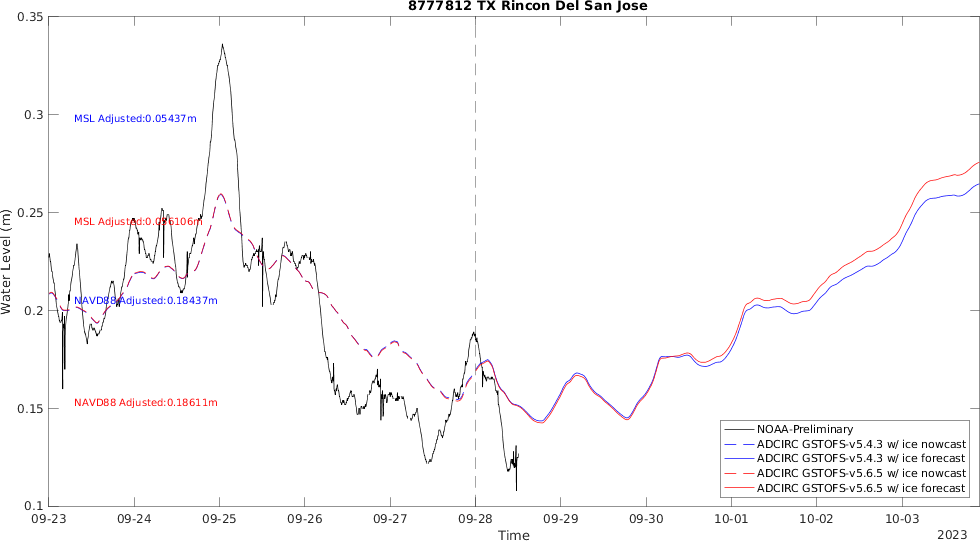 8777812 TX Rincon Del San Jose
0.35
0.3
0.25
0.2
0.15
0.1
Water Level (m)
MSL Adjusted:0.05437m
MSL Adjusted:0.056106m
NAVD88 Adjusted:0.18437m
NAVD88 Adjusted:0.18611m
NOAA-Preliminary
ADCIRC GSTOFS-v5.4.3 w/ ice nowcast
ADCIRC GSTOFS-v5.4.3 w/ ice forecast
ADCIRC GSTOFS-v5.6.5 w/ ice nowcast
ADCIRC GSTOFS-v5.6.5 w/ ice forecast
09-23 09-24 09-25 09-26 09-27 09-28 09-29 09-30 10-01 10-02 10-03
Time
2023